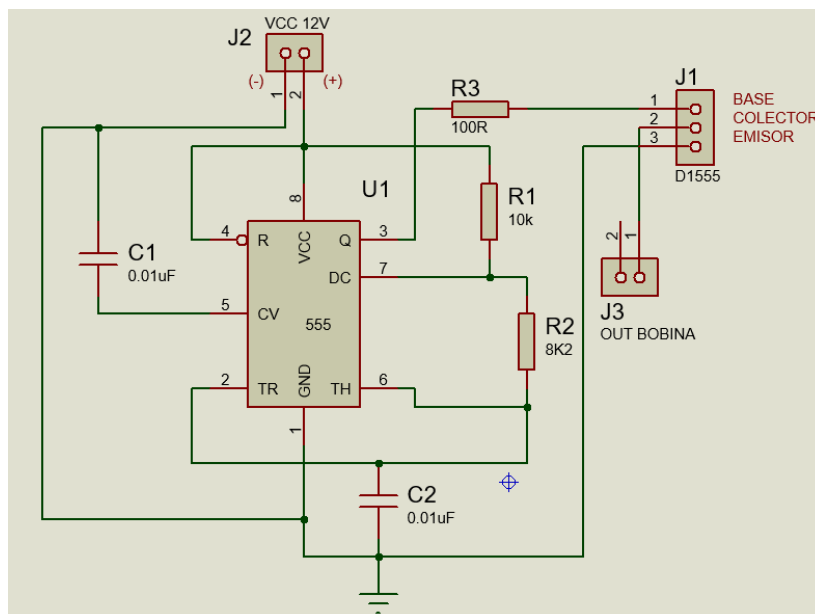 VCC 12V
J2
(-)
(+)
1
2
R3
100R
J1
1
2
3
BASE
COLECTOR
EMISOR
D1555
U1
R1
10k
8
4
R
VCC
Q
3
C1
0.01uF
DC
7
2
1
J3
OUT BOBINA
5
CV
555
R2
8K2
2
TR
GND
TH
6
1
C2
0.01uF